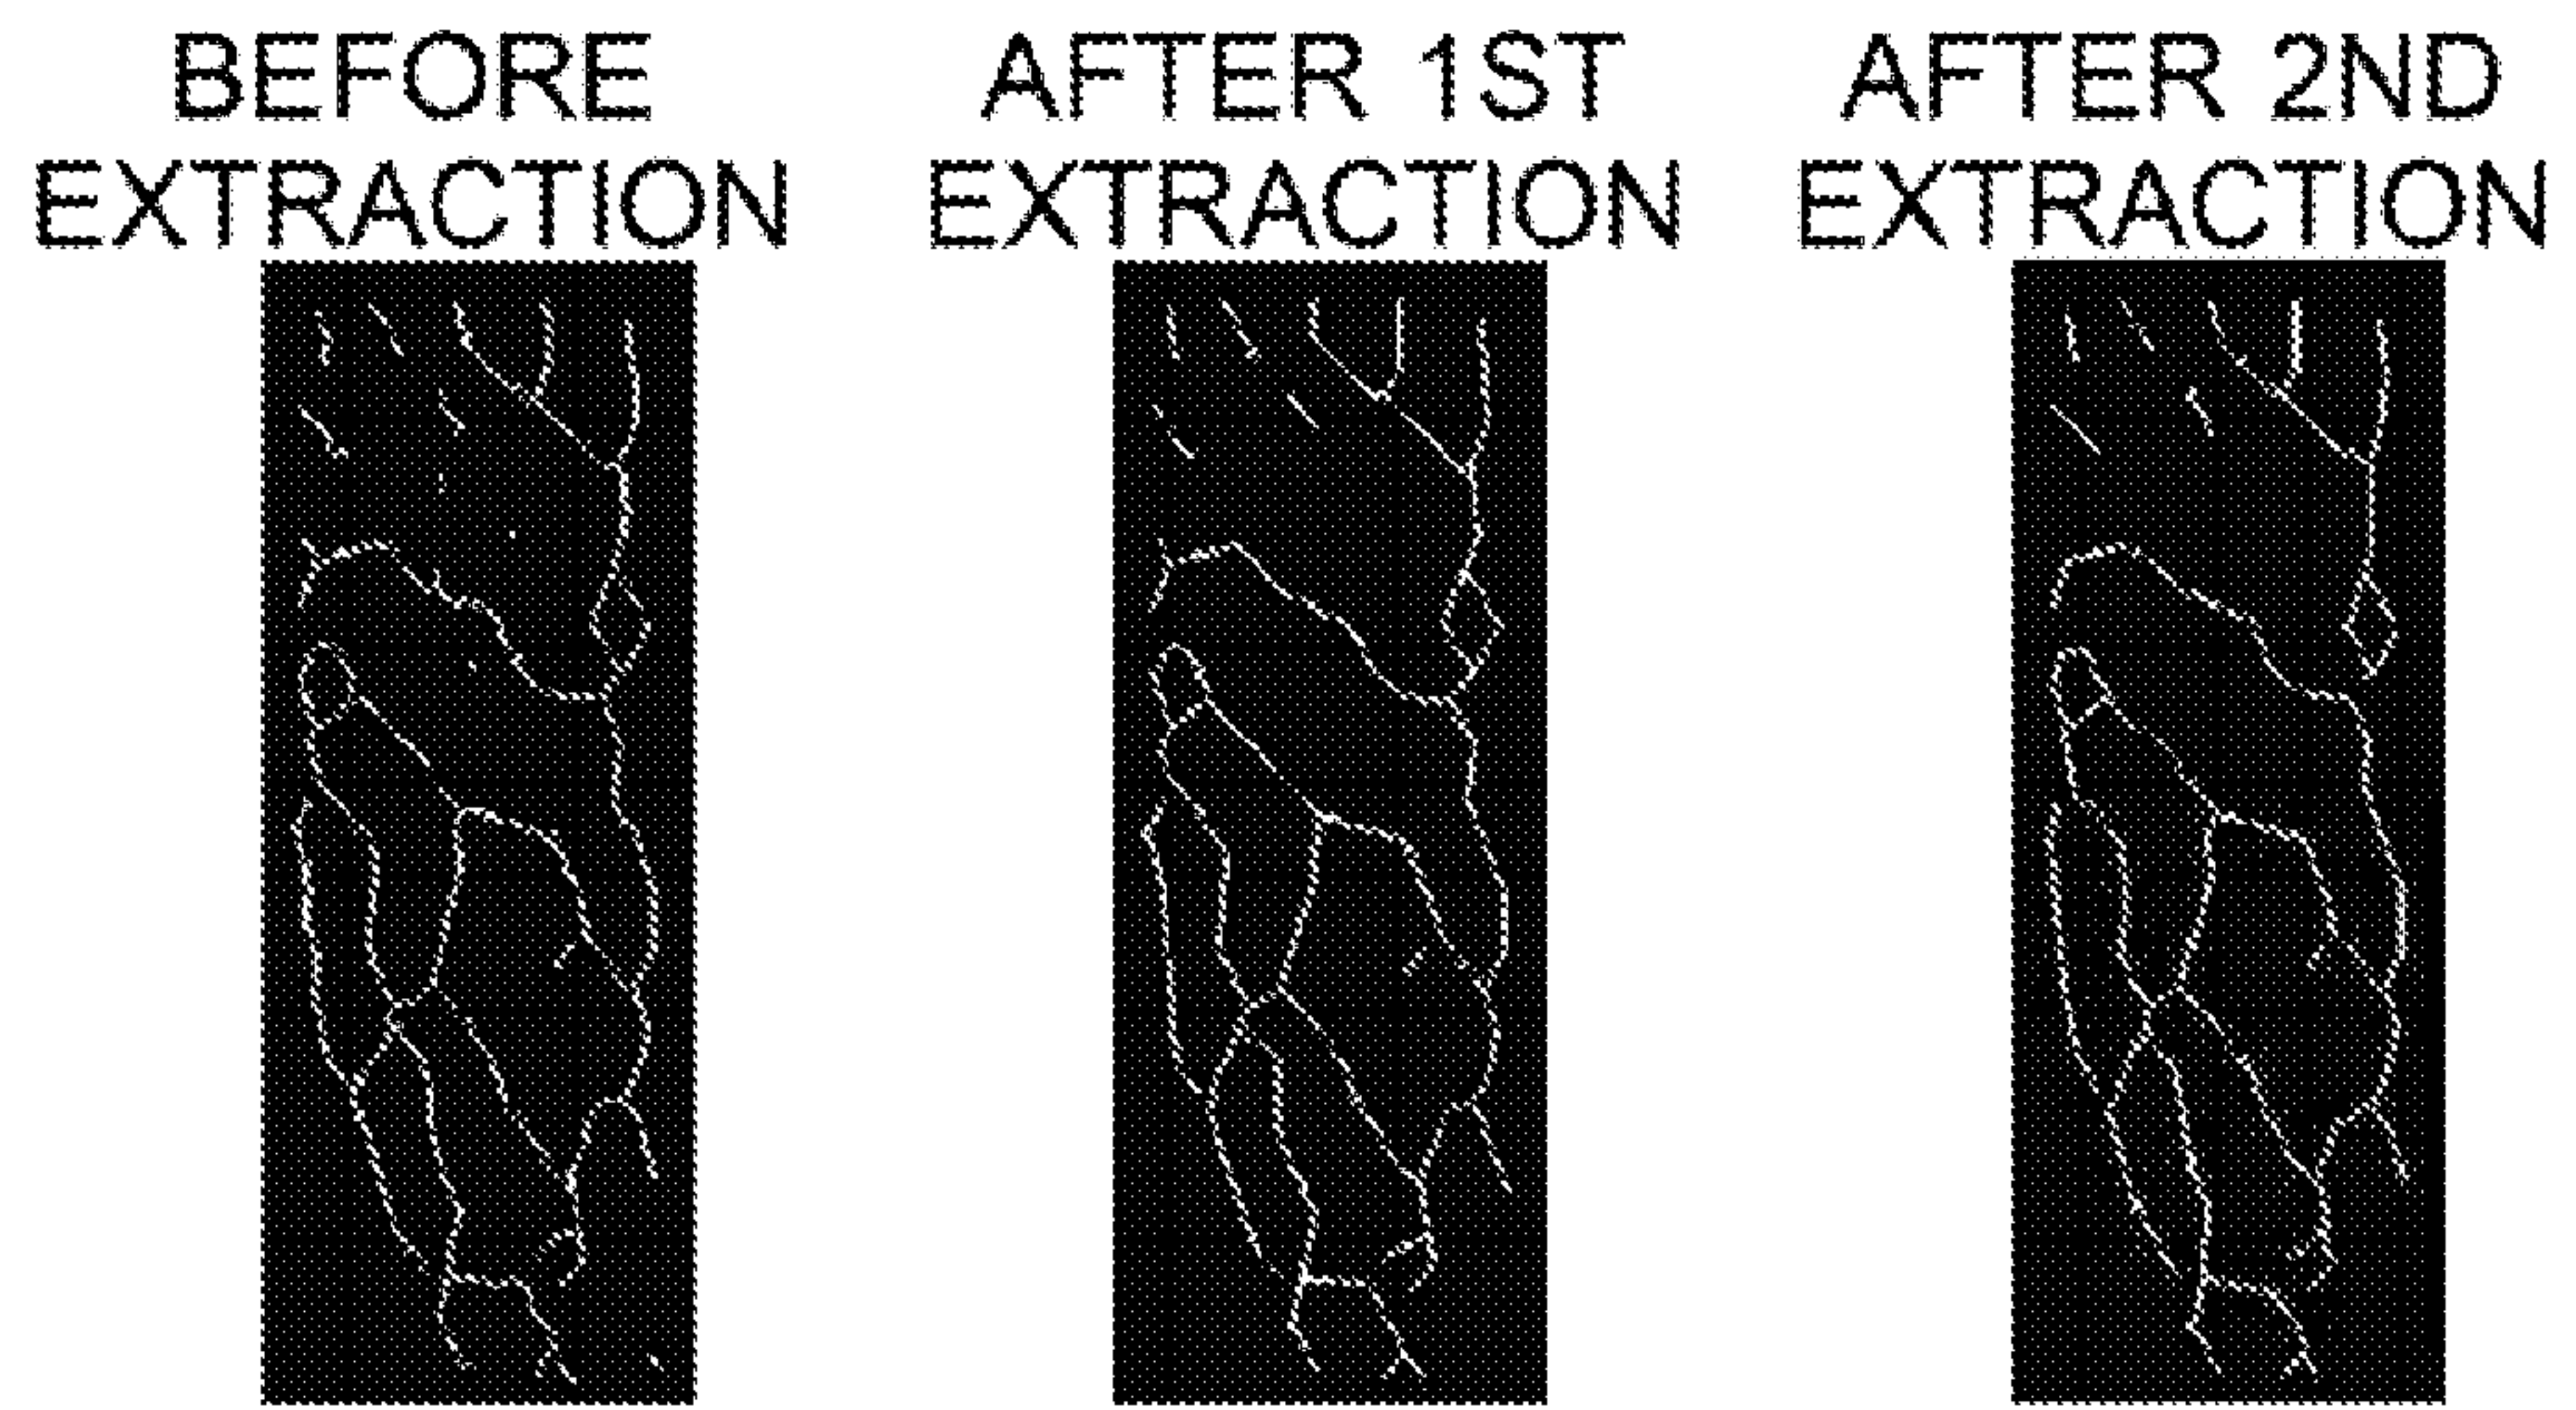 BEFORE
EXTRACTION
AFTER 1ST
EXTRACTION
AFTER 2ND
EXTRACTION